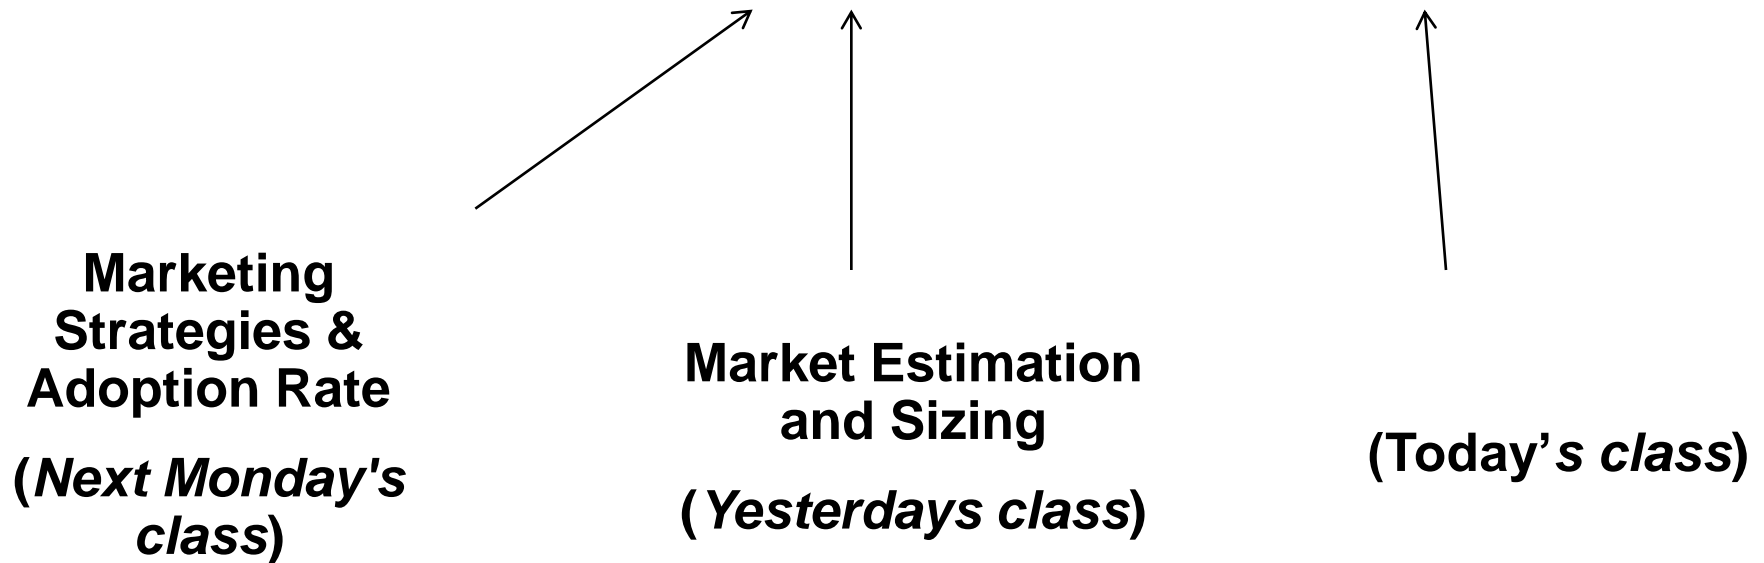 Marketing
Strategies &
Adoption Rate
(Next Monday's
class)
Market Estimation
and Sizing
(Yesterdays class)
(Today’s class)